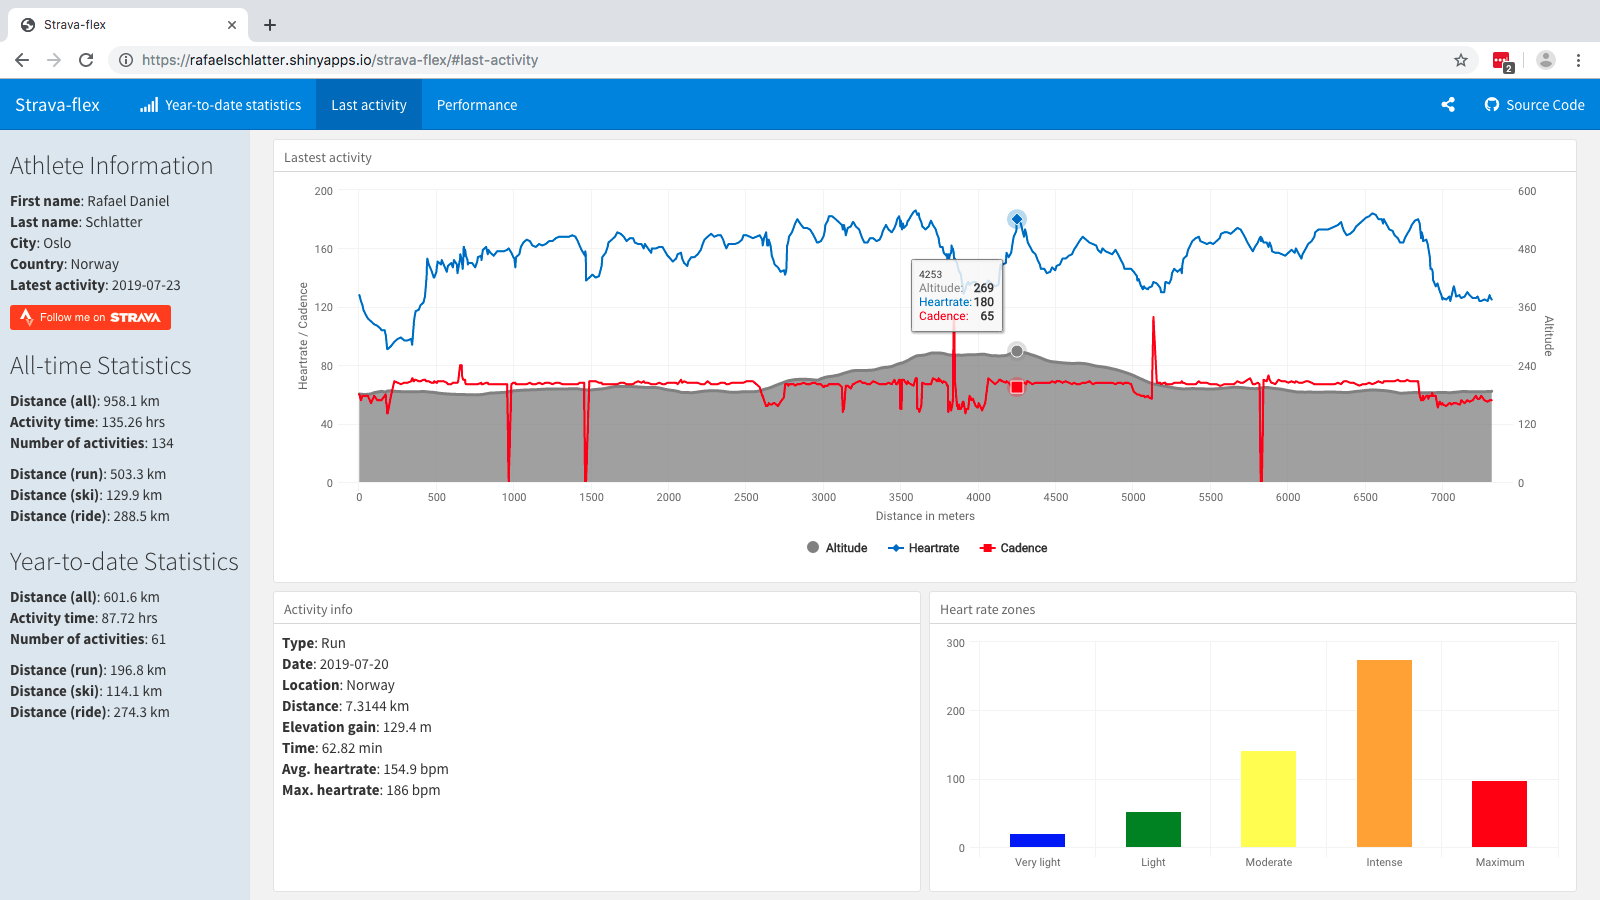 Strava-flex
https://rafaelschlatter.shinyapps.io/strava-flex/#last-activity
2
Strava-flex
Year-to-date statistics
Last activity
Performance
Source Code
Athlete Information
First name: Rafael Daniel
Last name: Schlatter
City: Oslo
Country: Norway
Latest activity: 2019-07-23
Follow me on STRAVA
All-time Statistics
Distance (all): 958.1 km
Activity time: 135.26 hrs
Number of activities: 134
Distance (run): 503.3 km
Distance (ski): 129.9 km
Distance (ride): 288.5 km
Year-to-date Statistics
Distance (all): 601.6 km
Activity time: 87.72 hrs
Number of activities: 61
Distance (run): 196.8 km
Distance (ski): 114.1 km
Distance (ride): 274.3 km
Lastest activity
200
160
120
80
40
0
Heartrate / Cadence
600
480
360
240
120
0
Altitude
4253
Altitude: 269
Heartrate: 180
Cadence: 65
0 500 1000 1500 2000 2500 3000 3500 4000 4500 5000 5500 6000 6500 7000
Distance in meters
Altitude Heartrate Cadence
Activity info
Type: Run
Date: 2019-07-20
Location: Norway
Distance: 7.3144 km
Elevation gain: 129.4 m
Time: 62.82 min
Avg. heartrate: 154.9 bpm
Max. heartrate: 186 bpm
Heart rate zones
300
200
100
0
Very light Light Moderate Intense Maximum